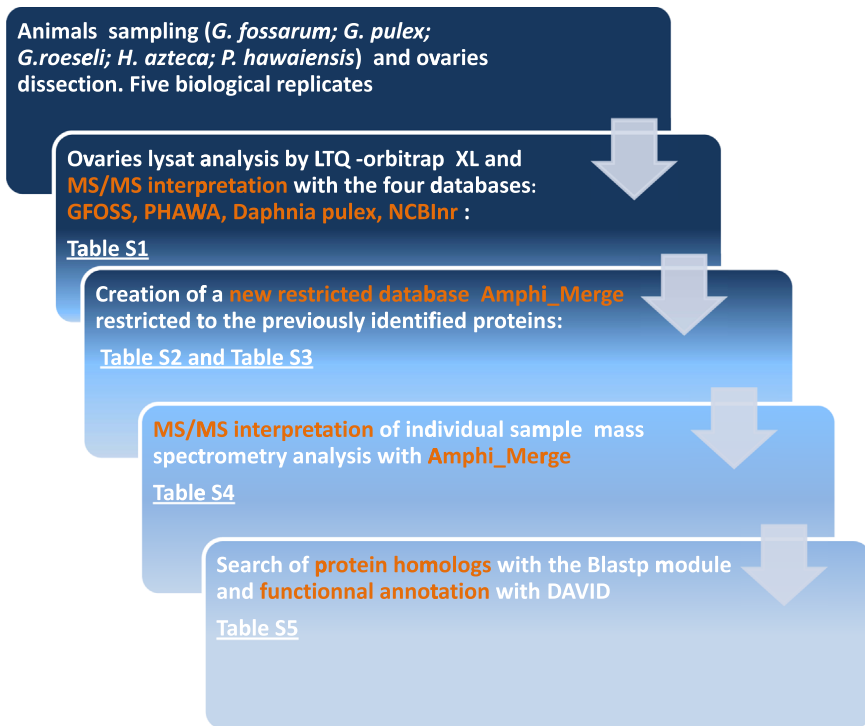 Animals sampling (G. fossarum; G. pulex;
G.roeseli; H. azteca; P. hawaiensis) and ovaries
dissection. Five biological replicates
Ovaries lysat analysis by LTQ -orbitrap XL and
MS/MS interpretation with the four databases:
GFOSS, PHAWA, Daphnia pulex, NCBInr :
Table S1
Creation of a new restricted database Amphi_Merge
restricted to the previously identified proteins:
Table S2 and Table S3
MS/MS interpretation of individual sample mass
spectrometry analysis with Amphi_Merge
Table S4
Search of protein homologs with the Blastp module
and functionnal annotation with DAVID
Table S5